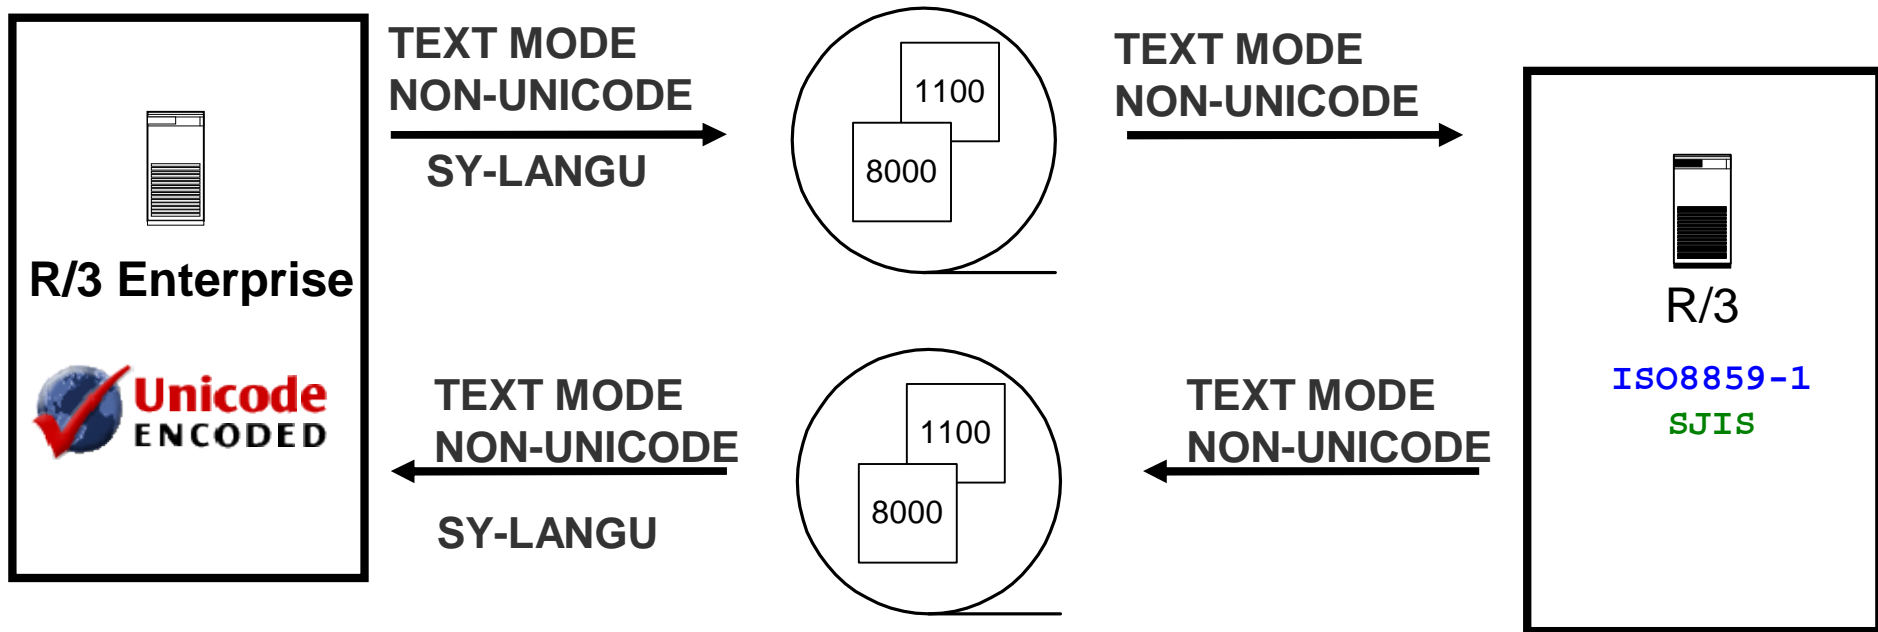 TEXT MODE
NON-UNICODE
SY-LANGU
1100
8000
TEXT MODE
NON-UNICODE
R/3 Enterprise
Unicode
ENCODED
R/3
ISO8859-1
SJIS
TEXT MODE
NON-UNICODE
SY-LANGU
1100
8000
TEXT MODE
NON-UNICODE